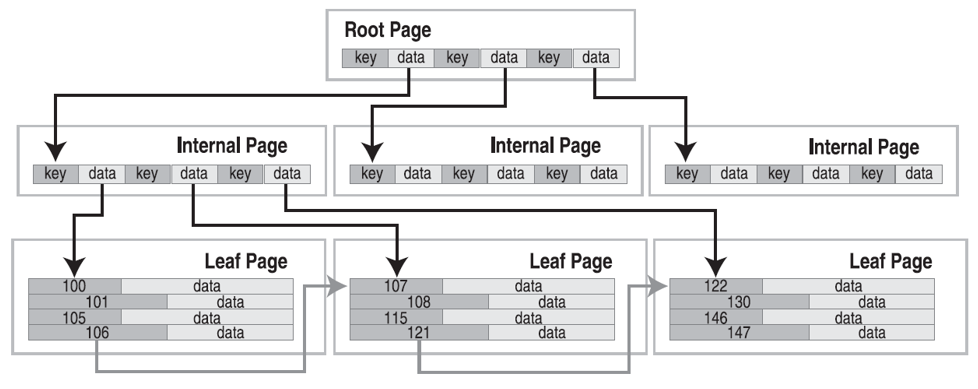 Root Page
key data key data key data
Internal Page
key data key data key data
Internal Page
key data key data key data
Internal Page
key data key data key data
Leaf Page
100 data
101 data
105 data
106 data
Leaf Page
107 data
108 data
115 data
121 data
Leaf Page
122 data
130 data
146 data
147 data